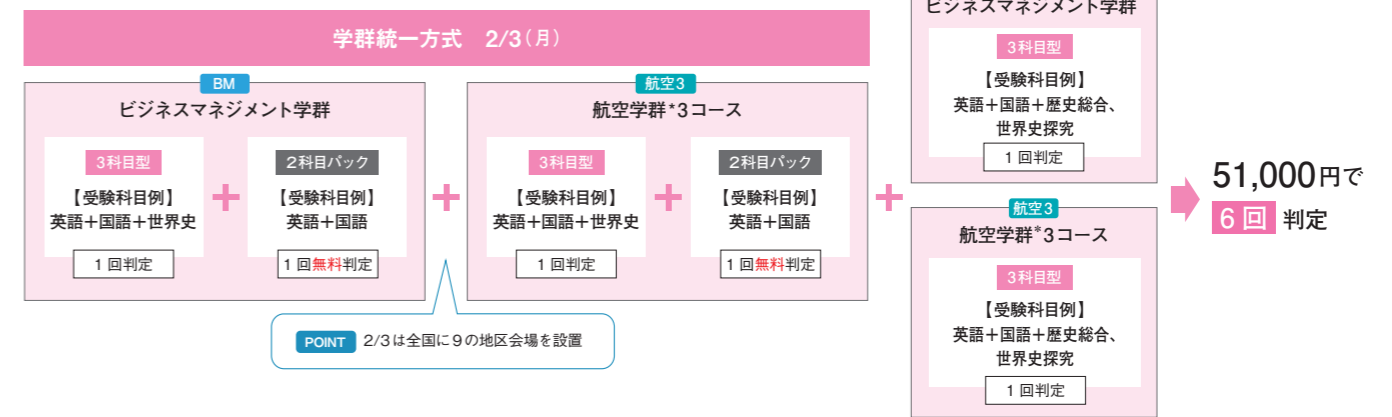 学群統一方式 2/3(月)
BM
ビジネスマネジメント学群
3科目型
【受験科目例】
英語+国語+世界史
1回判定
+
2科目パック
【受験科目例】
英語+国語
1回無料判定
+
航空3
航空学群*3コース
3科目型
【受験科目例】
英語+国語+世界史
1回判定
+
2科目パック
【受験科目例】
英語+国語
1回無料判定
POINT 2/3は全国に9の地区会場を設置
+
ビジネスマネジメント学群
3科目型
【受験科目例】
英語+国語+歴史総合、
世界史探究
1回判定
航空3
航空学群*3コース
3科目型
【受験科目例】
英語+国語+歴史総合、
世界史探究
1回判定
51,000円で
6回 判定